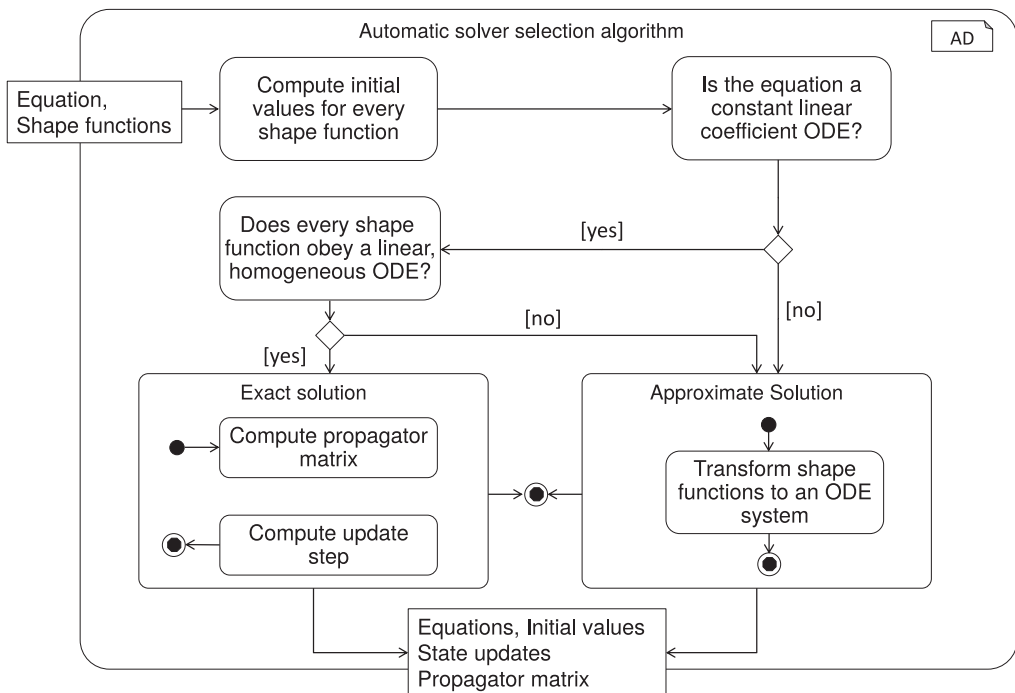 Automatic solver selection algorithm
AD
Equation,
Shape functions
Compute initial
values for every
shape function
Is the equation a
constant linear
coefficient ODE?
Does every shape
function obey a linear,
homogeneous ODE?
[yes]
[no]
[no]
[yes]
Exact solution
Compute propagator
matrix
Compute update
step
Approximate Solution
Transform shape
functions to an ODE
system
Equations, Initial values
State updates
Propagator matrix